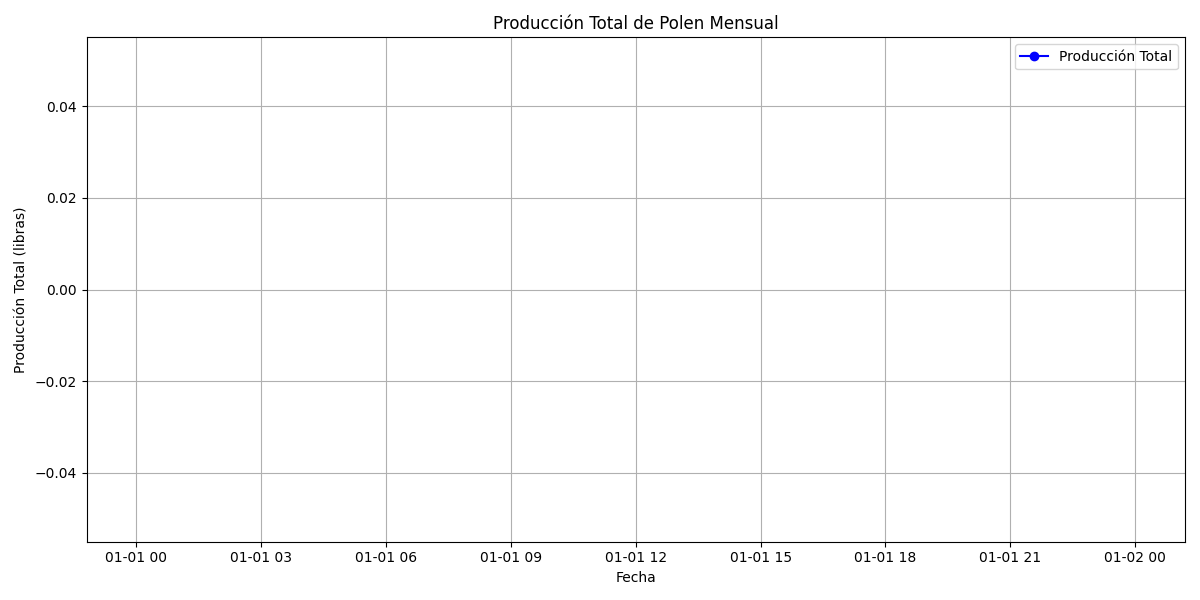 Producción Total de Polen Mensual
Producción Total
0.04
0.02
0.00
−0.02
−0.04
Producción Total (libras)
01-01 00 01-01 03 01-01 06 01-01 09 01-01 12 01-01 15 01-01 18 01-01 21 01-02 00
Fecha